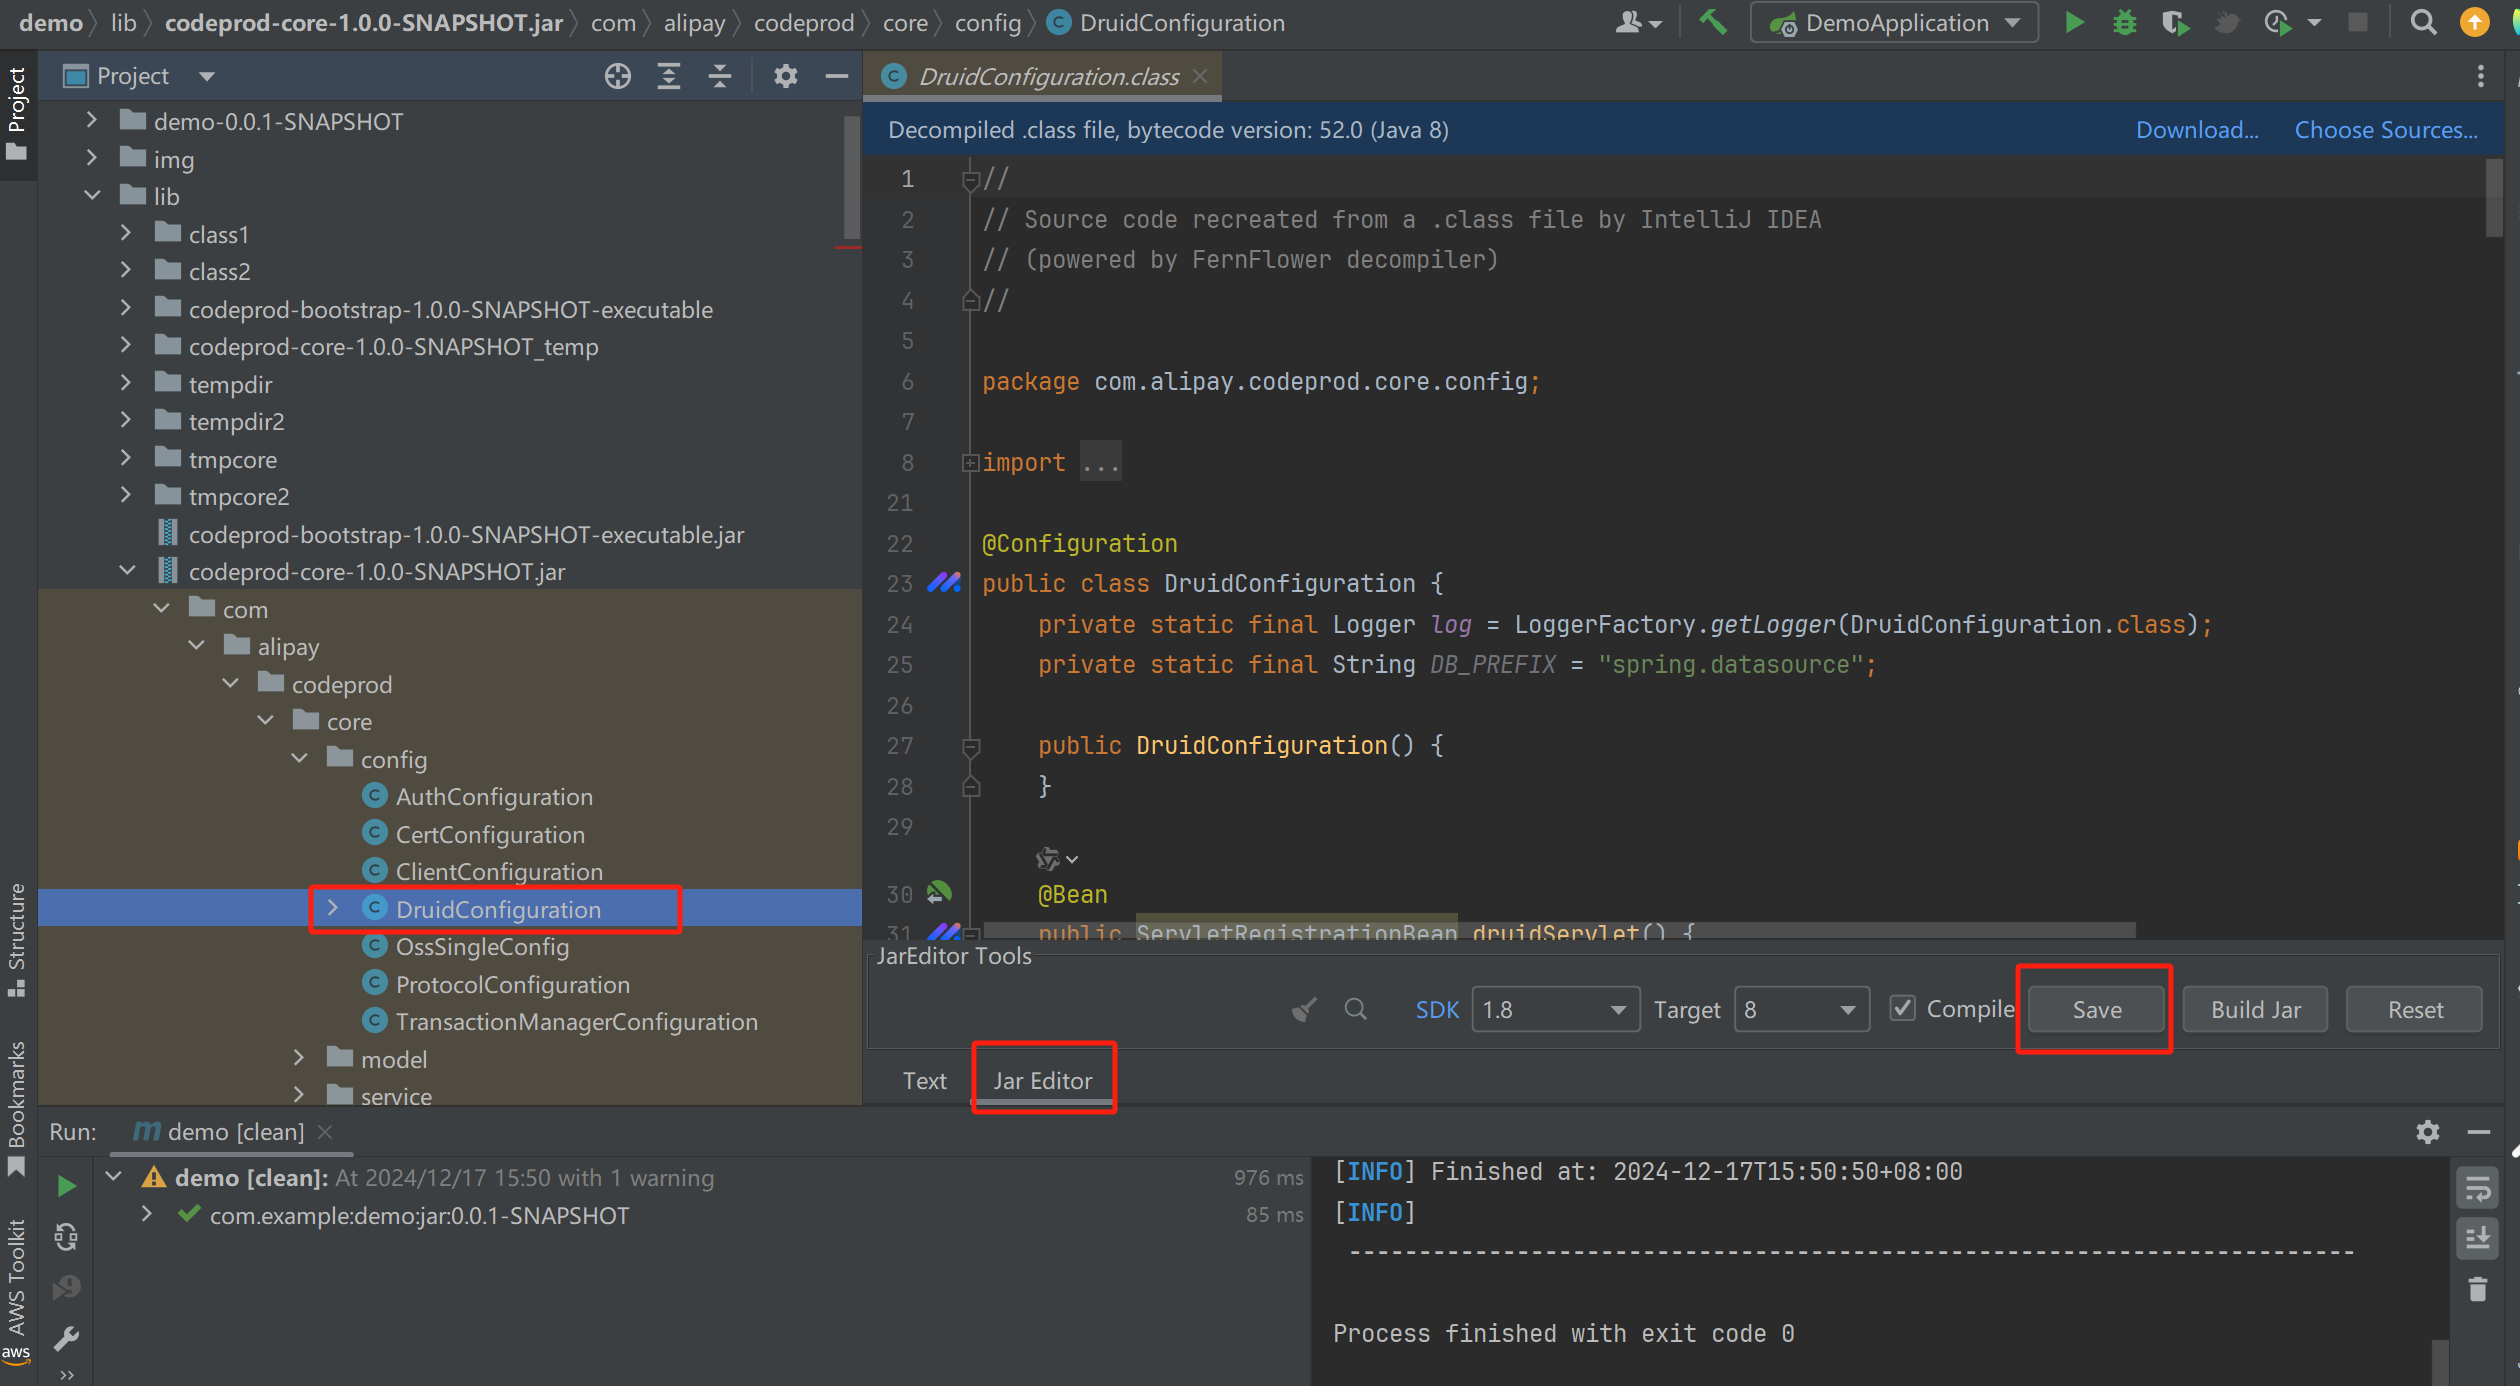 demo lib codeprod-core-1.0.0-SNAPSHOT.jar com alipay codeprod core config DruidConfiguration
DemoApplication
Project
Project
demo-0.0.1-SNAPSHOT
img
lib
class1
class2
codeprod-bootstrap-1.0.0-SNAPSHOT-executable
codeprod-core-1.0.0-SNAPSHOT_temp
tempdir
tempdir2
tmpcore
tmpcore2
codeprod-bootstrap-1.0.0-SNAPSHOT-executable.jar
codeprod-core-1.0.0-SNAPSHOT.jar
com
alipay
codeprod
core
config
AuthConfiguration
CertConfiguration
ClientConfiguration
DruidConfiguration
OssSingleConfig
ProtocolConfiguration
TransactionManagerConfiguration
model
service
Structure
Bookmarks
AWS Toolkit
aws
DruidConfiguration.class
Decompiled .class file, bytecode version: 52.0 (Java 8) Download... Choose Sources...
1 //
2 // Source code recreated from a .class file by IntelliJ IDEA
3 // (powered by FernFlower decompiler)
4 //
5
6 package com.alipay.codeprod.core.config;
7
8 import ...
21
22 @Configuration
23 public class DruidConfiguration {
24 private static final Logger log = LoggerFactory.getLogger(DruidConfiguration.class);
25 private static final String DB_PREFIX = "spring.datasource";
26
27 public DruidConfiguration() {
28 }
29
30 @Bean
31 public ServletRegistrationBean druidServlet() {
JarEditor Tools
SDK 1.8 Target 8 Compile Save Build Jar Reset
Text Jar Editor
Run: demo [clean]
demo [clean]: At 2024/12/17 15:50 with 1 warning 976 ms
com.example:demo:jar:0.0.1-SNAPSHOT 85 ms
[INFO] Finished at: 2024-12-17T15:50:50+08:00
[INFO]
------------------------------------------------------------------------
Process finished with exit code 0